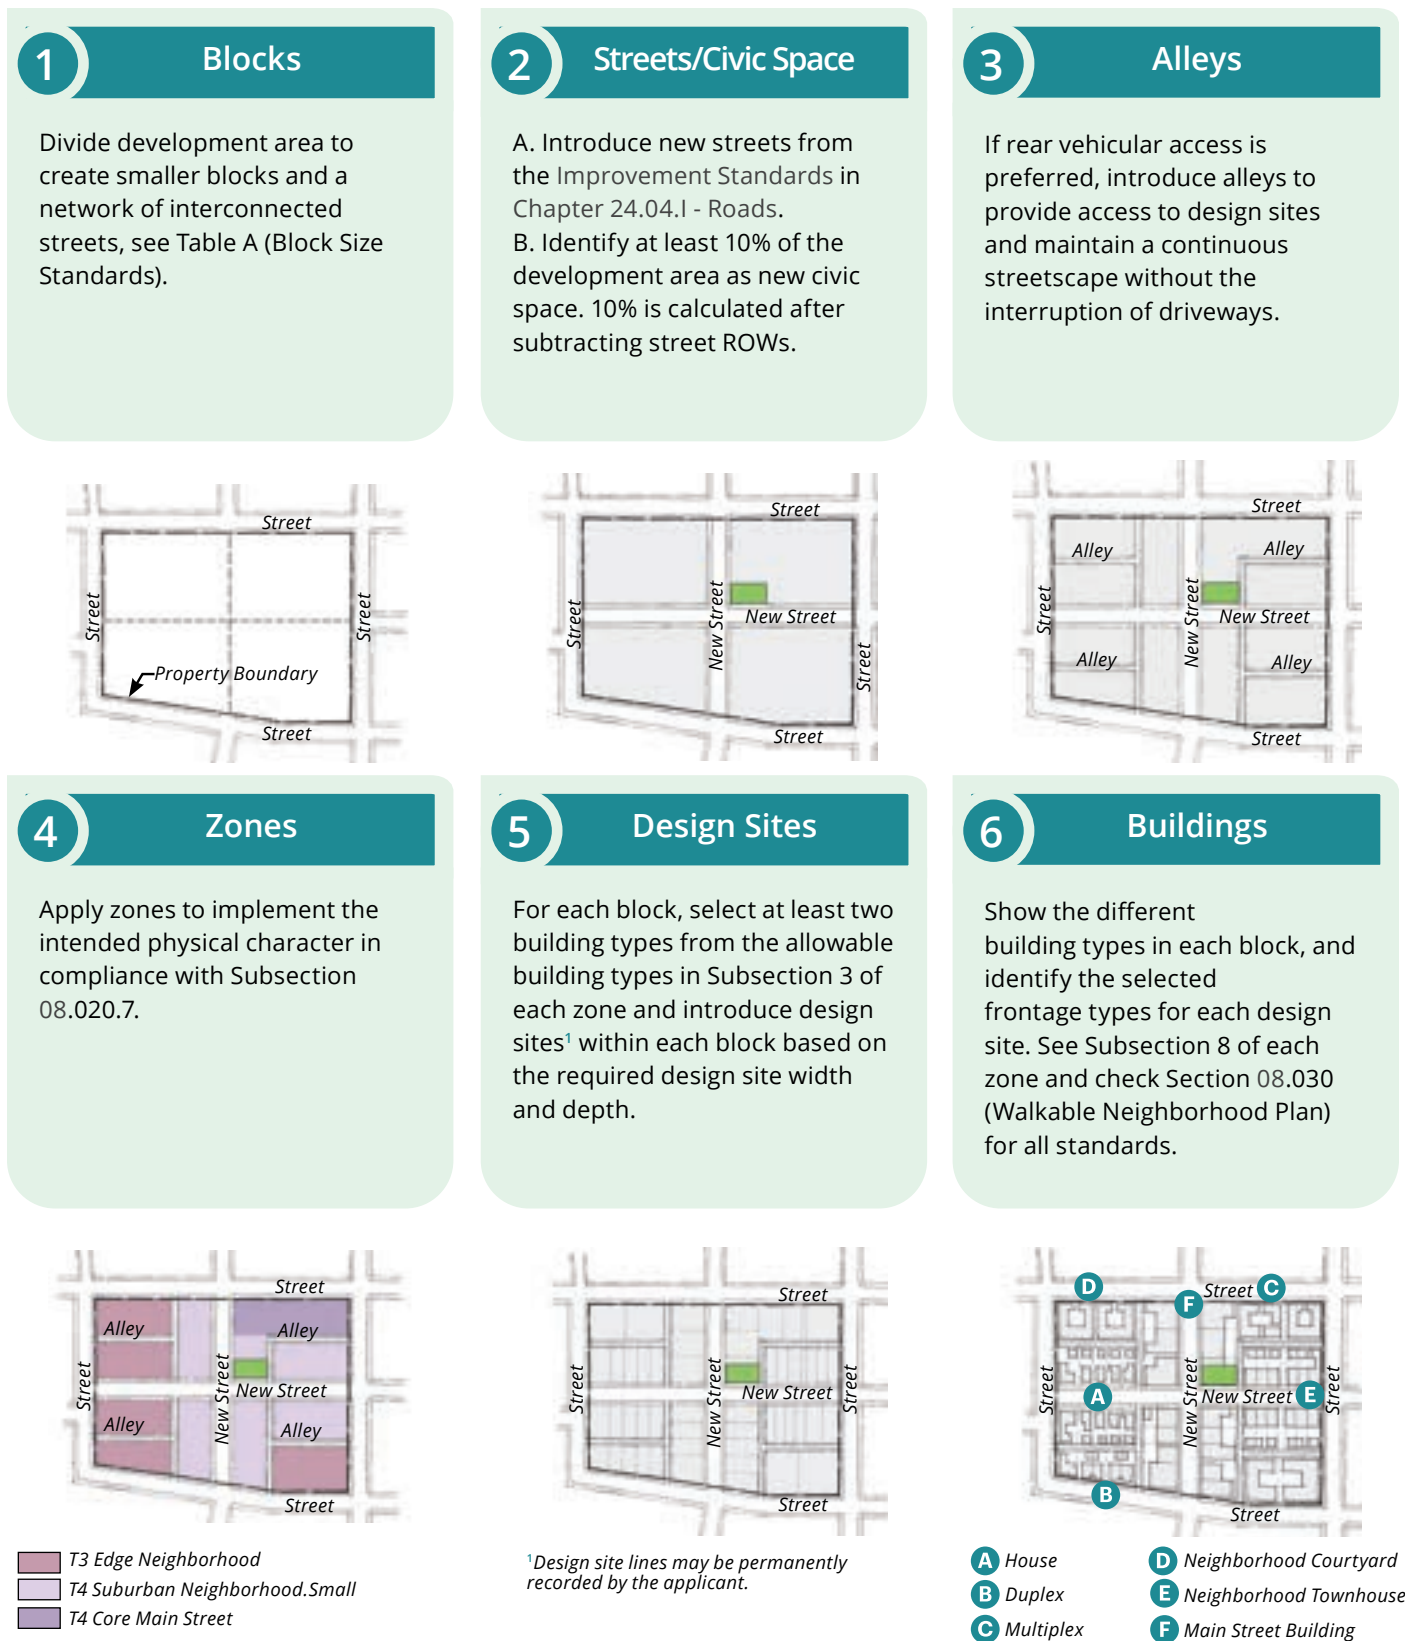 1
Blocks
Divide development area to
create smaller blocks and a
network of interconnected
streets, see Table A (Block Size
Standards).
2
Streets/Civic Space
A. Introduce new streets from
the Improvement Standards in
Chapter 24.04.I - Roads.
B. Identify at least 10% of the
development area as new civic
space. 10% is calculated after
subtracting street ROWs.
3
Alleys
If rear vehicular access is
preferred, introduce alleys to
provide access to design sites
and maintain a continuous
streetscape without the
interruption of driveways.
Street
Street
Street
Property Boundary
Street
Street
Street
New Street
New Street
Street
Street
Street
Alley
Alley
Street
New Street
New Street
Alley
Alley
Street
4
Zones
Apply zones to implement the
intended physical character in
compliance with Subsection
08.020.7.
5
Design Sites
For each block, select at least two
building types from the allowable
building types in Subsection 3 of
each zone and introduce design
sites¹ within each block based on
the required design site width
and depth.
6
Buildings
Show the different
building types in each block, and
identify the selected
frontage types for each design
site. See Subsection 8 of each
zone and check Section 08.030
(Walkable Neighborhood Plan)
for all standards.
Street
Alley
Alley
Street
New Street
New Street
Alley
Alley
Street
T3 Edge Neighborhood
T4 Suburban Neighborhood.Small
T4 Core Main Street
Street
Street
New Street
New Street
Street
Street
¹Design site lines may be permanently
recorded by the applicant.
D
F
Street
C
Street
A
New Street
New Street
E
Street
B
Street
A House
B Duplex
C Multiplex
D Neighborhood Courtyard
E Neighborhood Townhouse
F Main Street Building